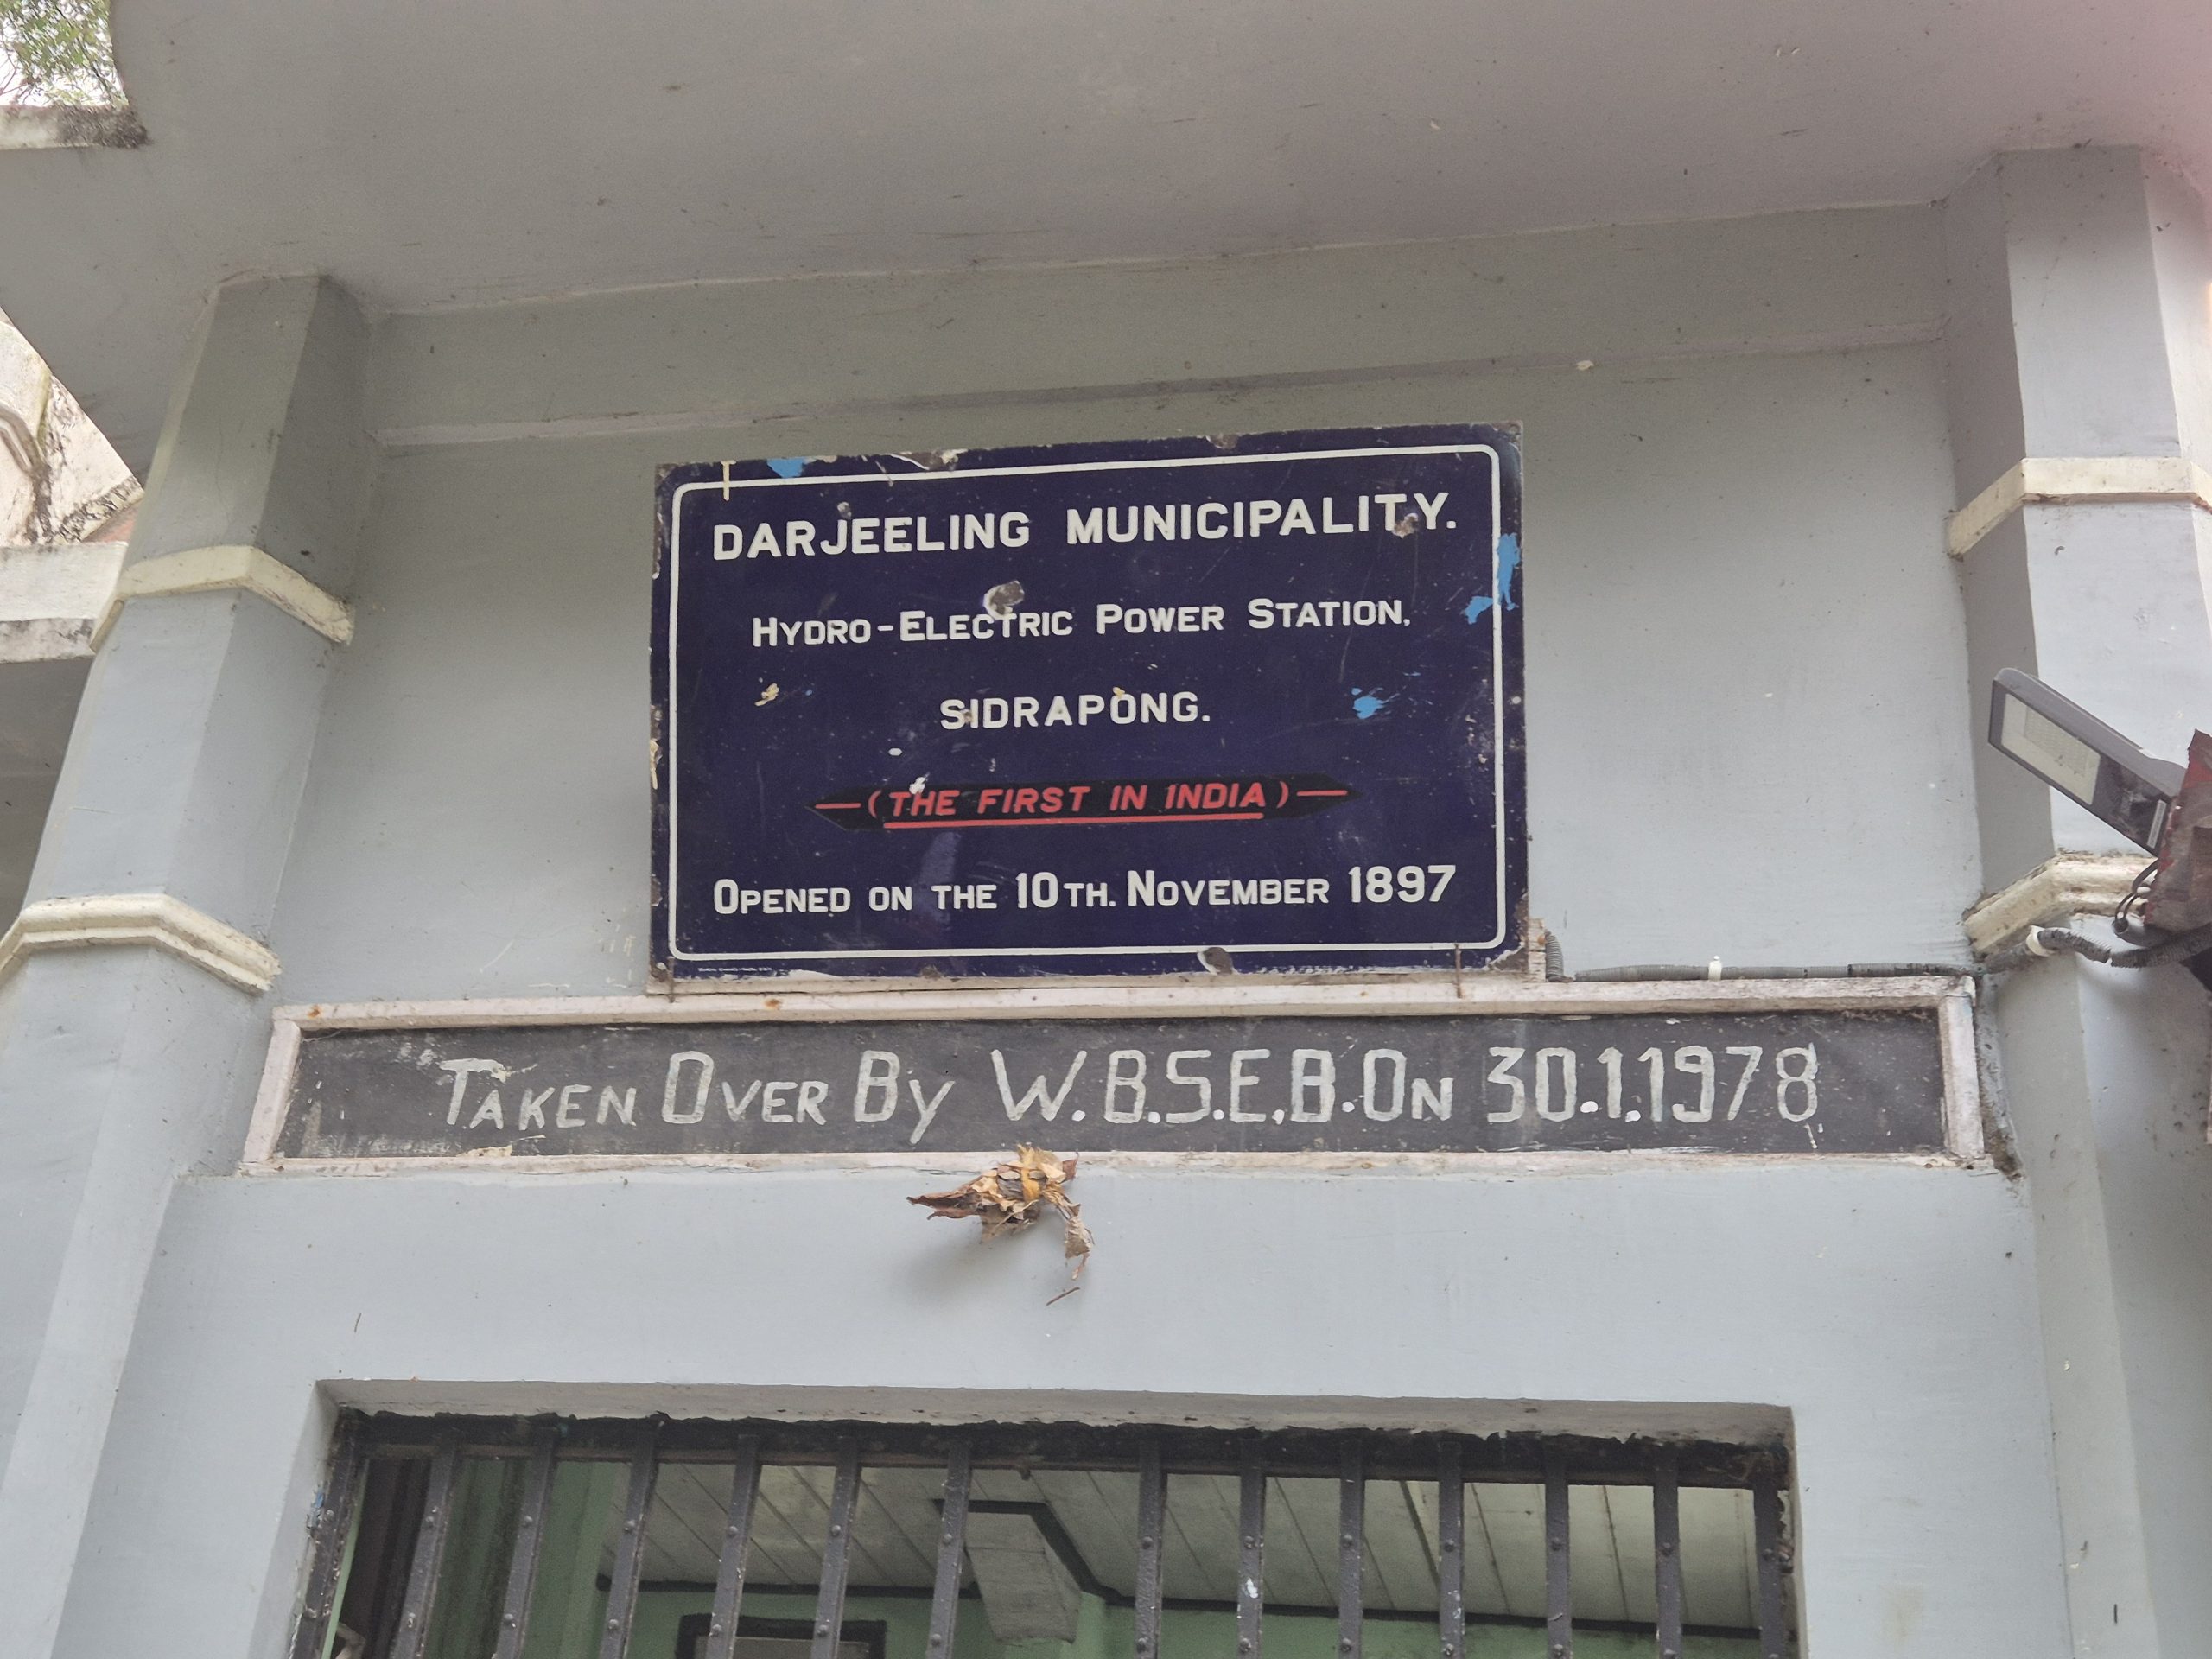 DARJEELING MUNICIPALITY.
HYDRO-ELECTRIC POWER STATION,
SIDRAPONG.
(THE FIRST IN INDIA)
OPENED ON THE 10TH. NOVEMBER 1897
TAKEN OVER BY W.B.S.E.B. ON 30.1.1978